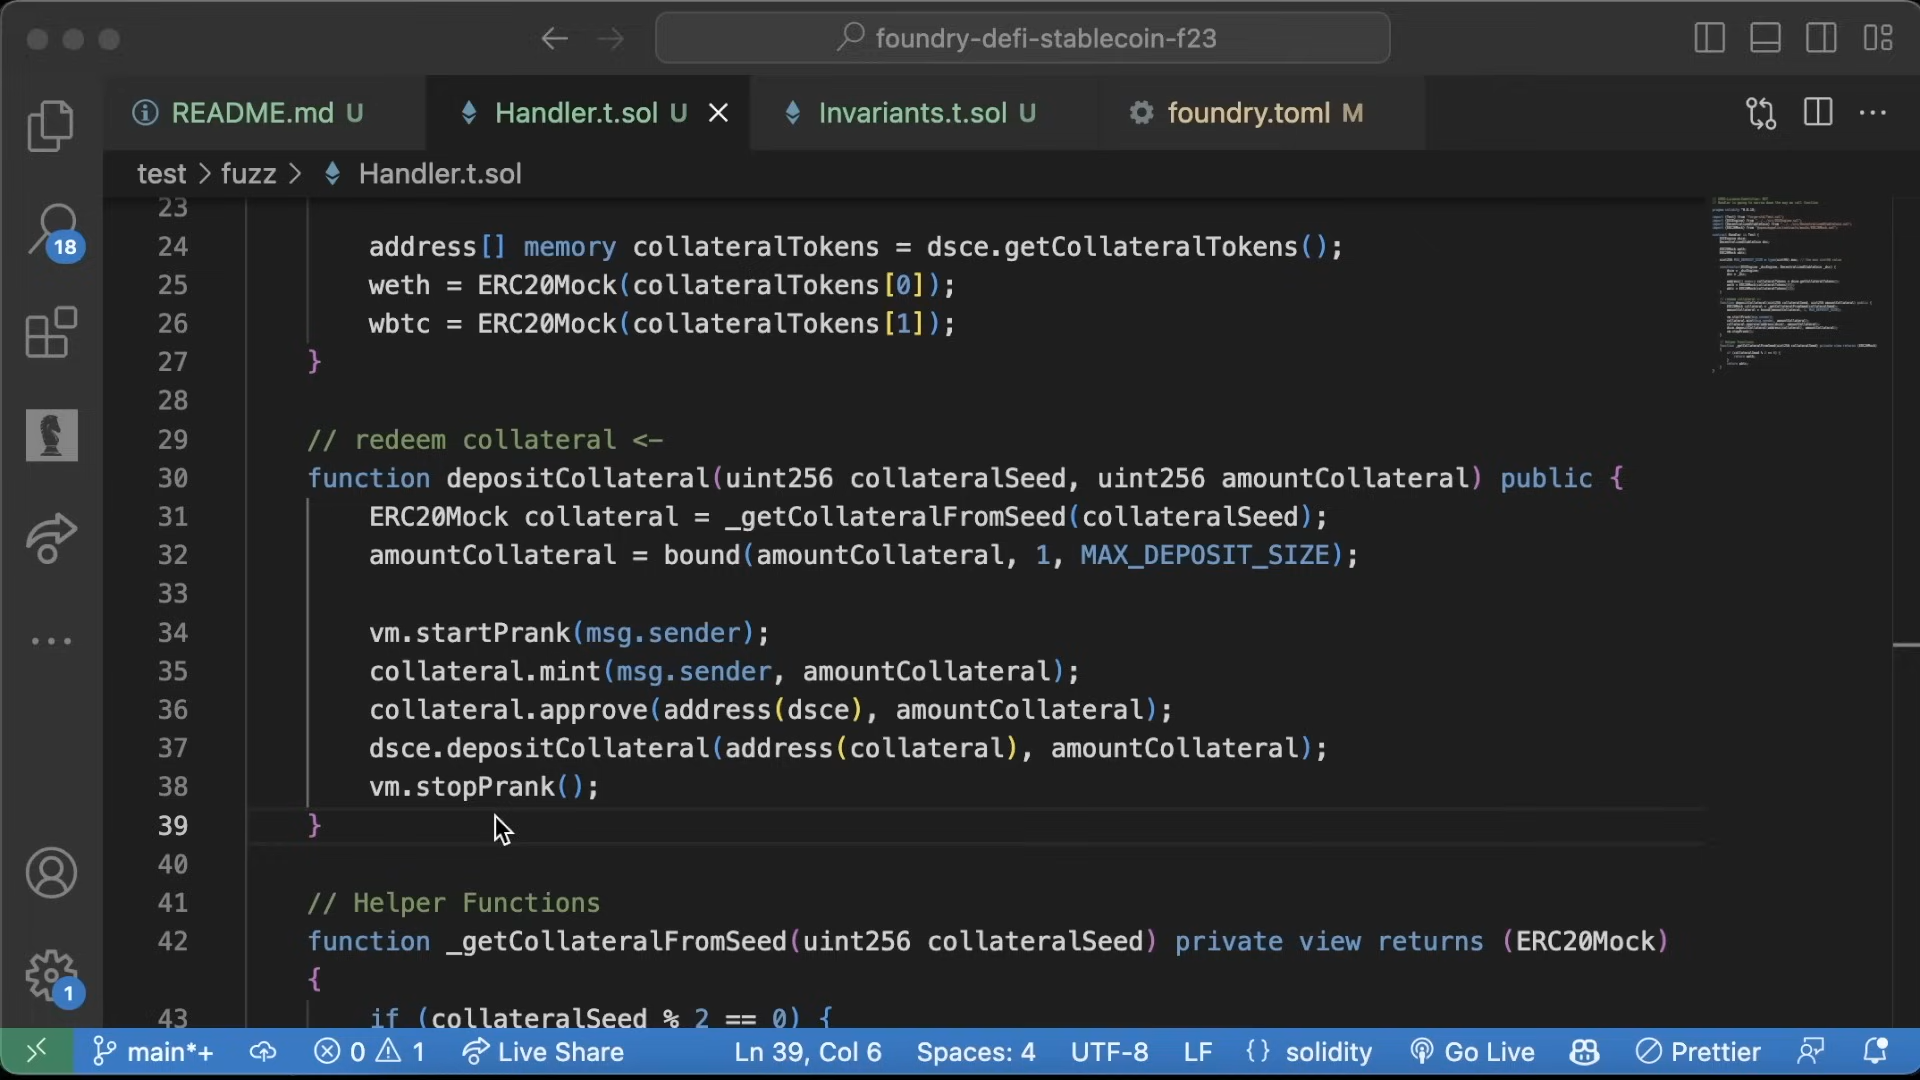 foundry-defi-stablecoin-f23
README.md U
Handler.t.sol U
Invariants.t.sol U
foundry.toml M
test > fuzz > Handler.t.sol
18
1
23
24 address[] memory collateralTokens = dsce.getCollateralTokens();
25 weth = ERC20Mock(collateralTokens[0]);
26 wbtc = ERC20Mock(collateralTokens[1]);
27 }
28
29 // redeem collateral <-
30 function depositCollateral(uint256 collateralSeed, uint256 amountCollateral) public {
31 ERC20Mock collateral = _getCollateralFromSeed(collateralSeed);
32 amountCollateral = bound(amountCollateral, 1, MAX_DEPOSIT_SIZE);
33
34 vm.startPrank(msg.sender);
35 collateral.mint(msg.sender, amountCollateral);
36 collateral.approve(address(dsce), amountCollateral);
37 dsce.depositCollateral(address(collateral), amountCollateral);
38 vm.stopPrank();
39 }
40
41 // Helper Functions
42 function _getCollateralFromSeed(uint256 collateralSeed) private view returns (ERC20Mock)
{
43 if (collateralSeed % 2 == 0) {
main*+ 0 1 Live Share Ln 39, Col 6 Spaces: 4 UTF-8 LF {} solidity Go Live Prettier